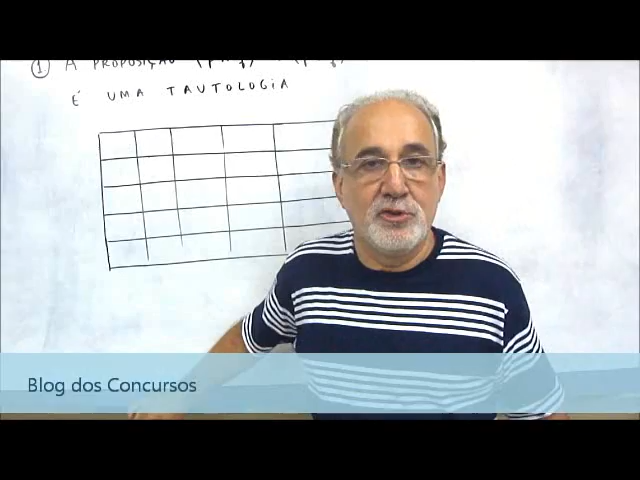 1. A PROPOSIÇÃO (p
É UMA TAUTOLOGIA
Blog dos Concursos